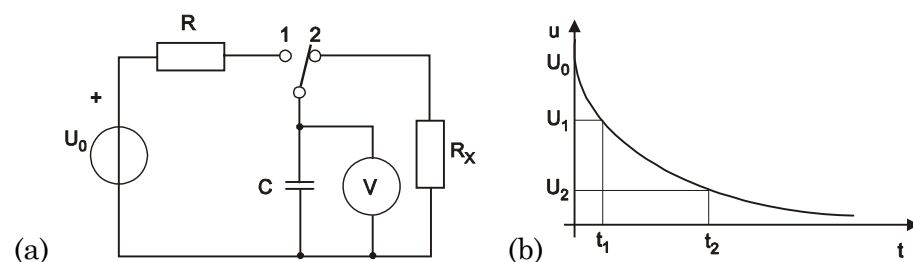 R
1 2
+
U₀
C
V
Rₓ
(a)
u
U₀
U₁
U₂
t₁ t₂
t
(b)